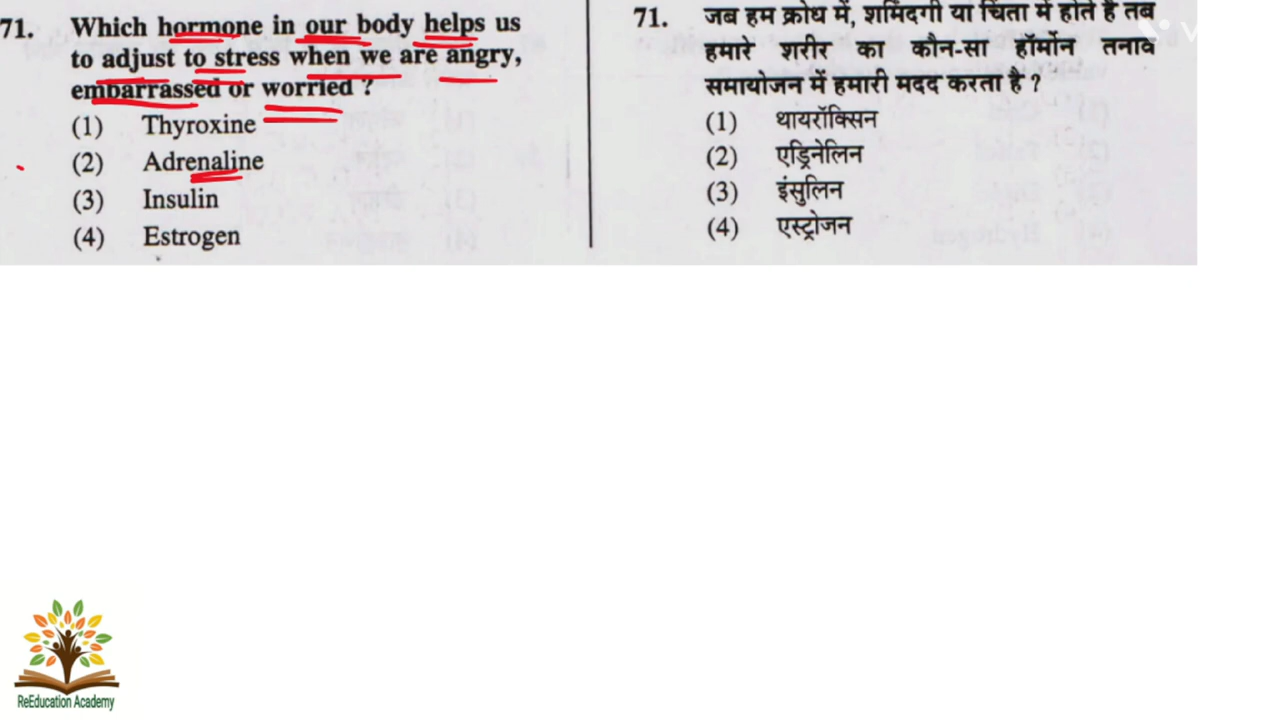 71. Which hormone in our body helps us
to adjust to stress when we are angry,
embarrassed or worried ?
(1) Thyroxine
(2) Adrenaline
(3) Insulin
(4) Estrogen
71. जब हम क्रोध में, शर्मिंदगी या चिंता में होते हैं तब
हमारे शरीर का कौन-सा हॉर्मोन तनाव
समायोजन में हमारी मदद करता है ?
(1) थायरॉक्सिन
(2) एड्रिनेलिन
(3) इंसुलिन
(4) एस्ट्रोजन
ReEducation Academy